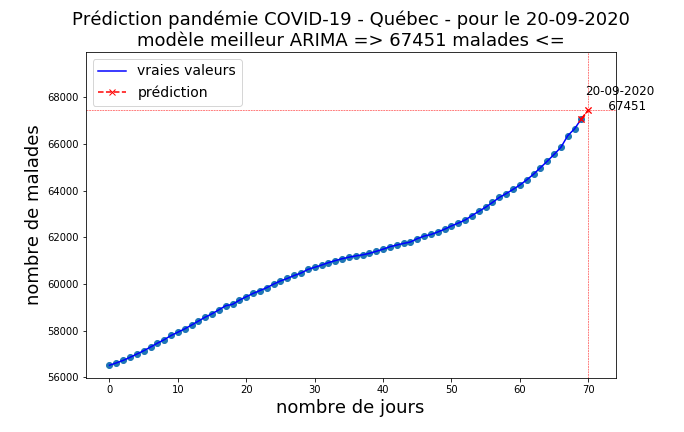 Prédiction pandémie COVID-19 - Québec - pour le 20-09-2020
modèle meilleur ARIMA => 67451 malades <=
vraies valeurs
prédiction
20-09-2020
67451
68000
66000
64000
62000
60000
58000
56000
nombre de malades
0 10 20 30 40 50 60 70
nombre de jours